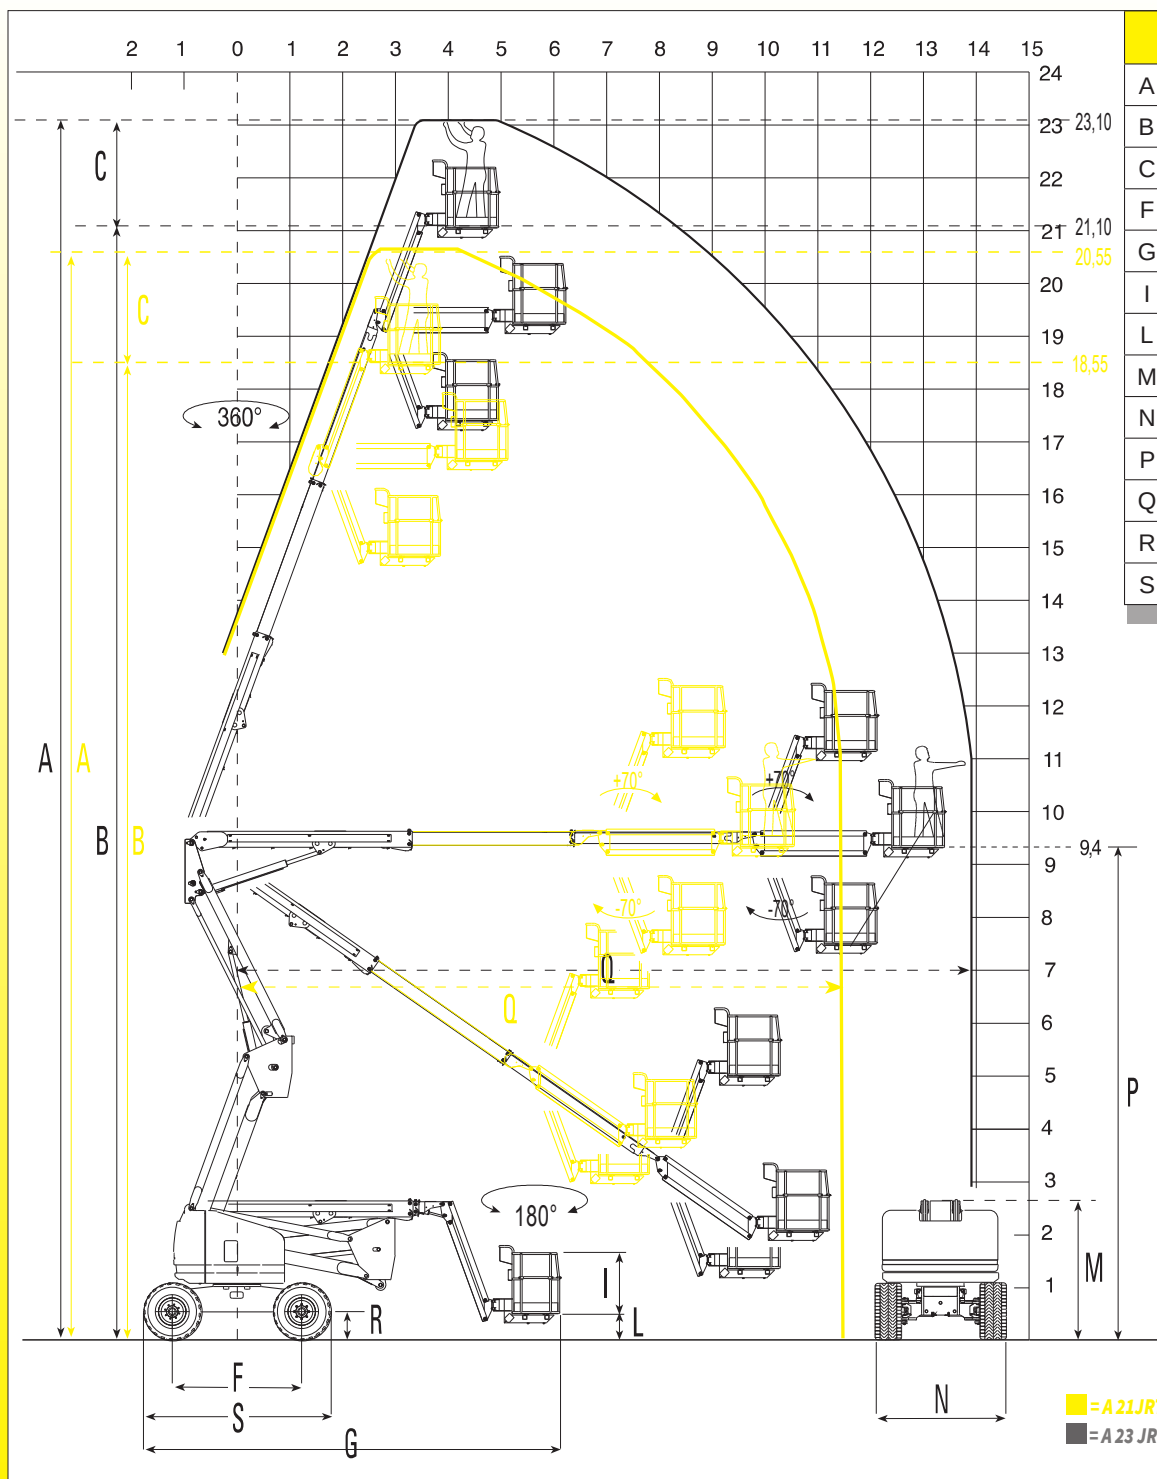 2 1 0 1 2 3 4 5 6 7 8 9 10 11 12 13 14 15
24
A
23 23,10
B
C
C
22
F
21 21,10
G
20,55
I
20
C
L
19
18,55
M
18
N
360°
17
P
16
Q
15
R
14
S
13
12
11
A A
+70° +70°
10
B B
9,4
9
8
-70° -70°
7
Q
6
5
P
4
3
180°
2
I
M
1
R
L
F
N
S
= A 21 JRT
G
= A 23 JR